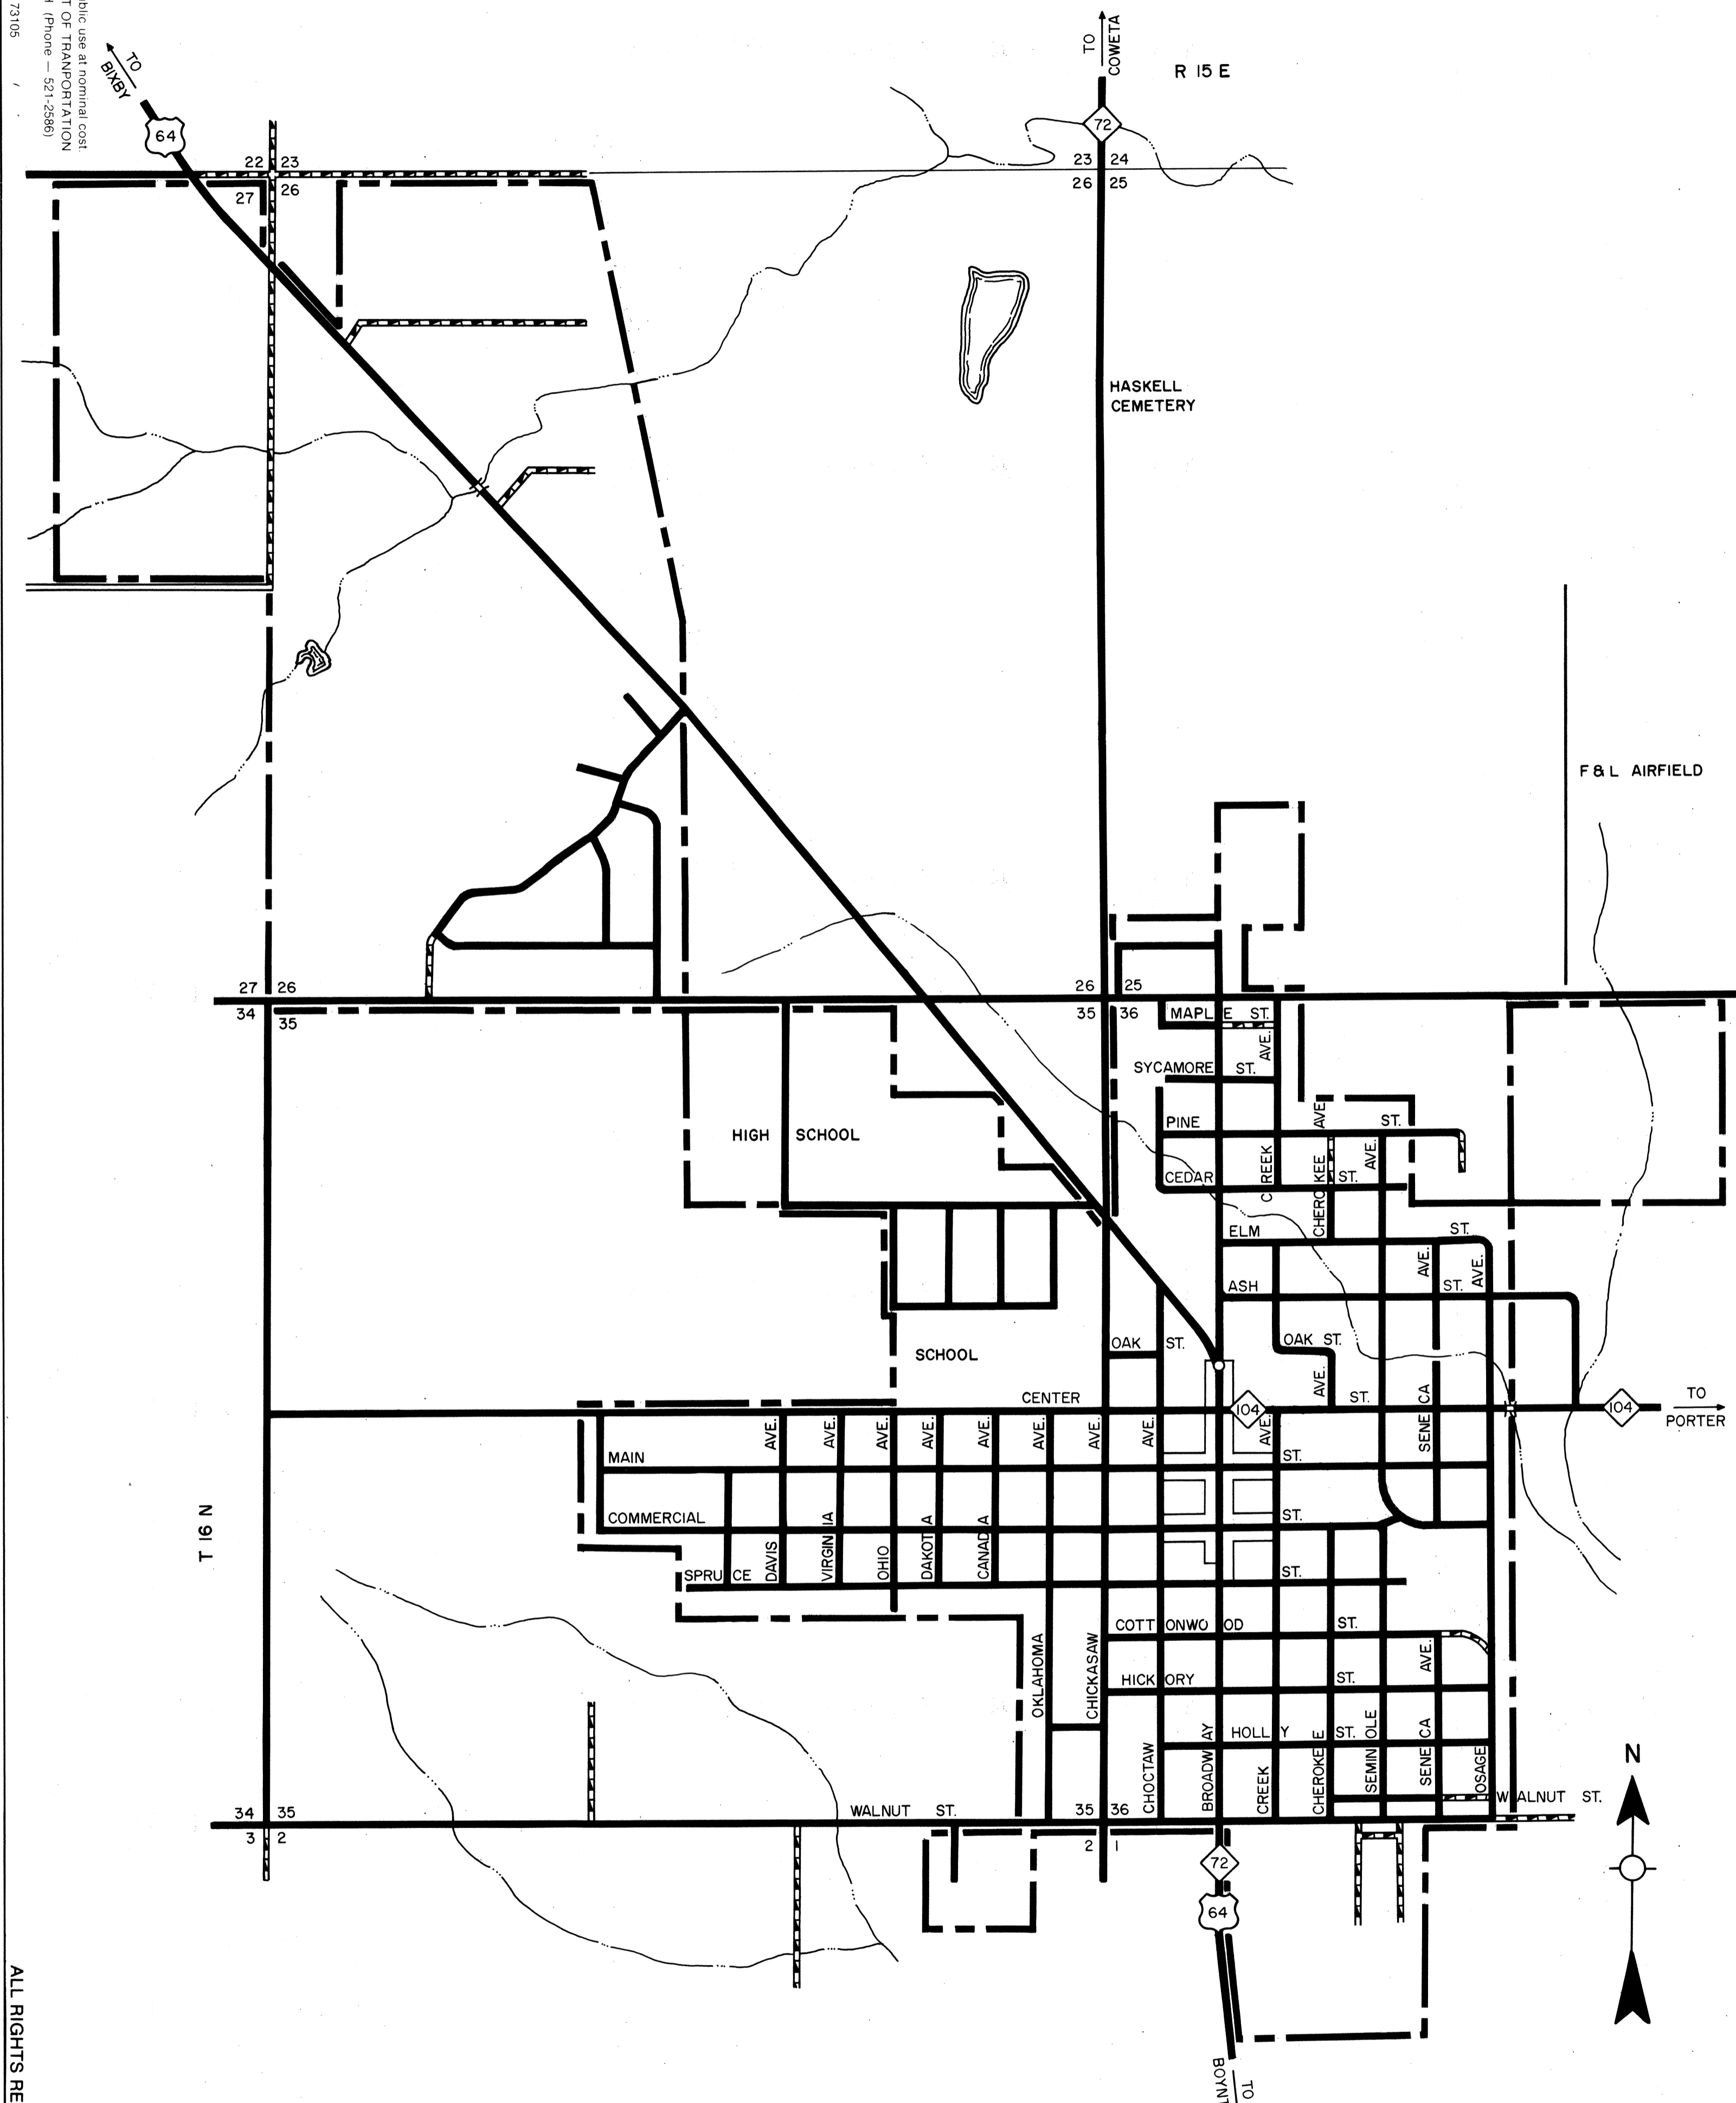 TO
COWETA
R 15 E
72
TO
BIXBY
64
use at nominal cost.
OF TRANPORTATION
(Phone — 521-2586)
73105
22 23
27 26
23 24
26 25
HASKELL
CEMETERY
F & L AIRFIELD
27 26
34 35
26 25
35 36
MAPLE ST.
AVE.
SYCAMORE ST.
PINE ST.
AVE.
AVE.
HIGH SCHOOL
CEDAR ST.
CREEK
CHEROKEE
ELM ST.
AVE.
AVE.
ASH ST.
OAK ST.
OAK ST.
SCHOOL
AVE.
CENTER ST.
104
104
TO
PORTER
SENECA
AVE.
AVE.
AVE.
AVE.
AVE.
AVE.
AVE.
AVE.
AVE.
MAIN ST.
T 16 N
COMMERCIAL ST.
DAVIS
VIRGINIA
OHIO
DAKOTA
CANADIA
SPRUCE ST.
COTTONWOOD ST.
OKLAHOMA
CHICKASAW
AVE.
HICKORY ST.
HOLLY ST.
CHOCTAW
BROADWAY
CREEK
CHEROKEE
SEMINOLE
SENECA
OSAGE
N
WALNUT ST.
WALNUT ST.
34 35
3 2
35 36
2 1
72
64
TO
ALL RIGHTS